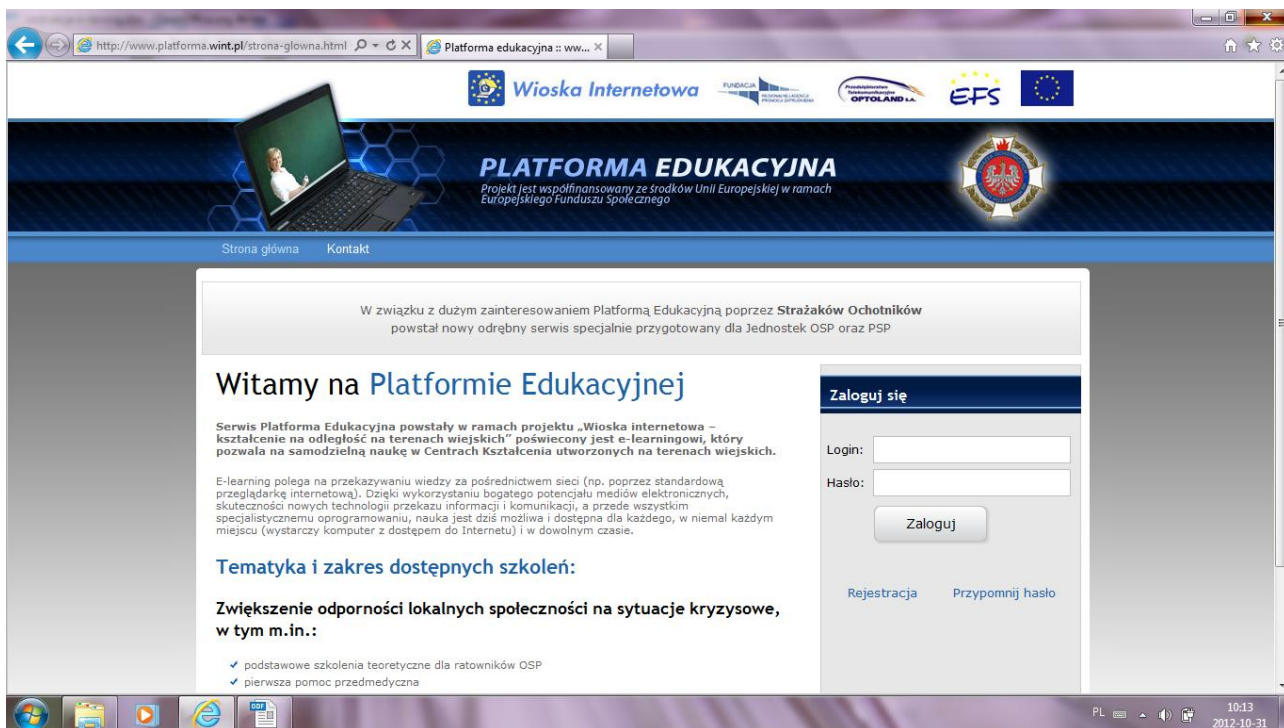 http://www.platforma.wint.pl/strona-glowna.html
Platforma edukacyjna :: ww...
Wioska Internetowa
FUNDACJA
OPTOLAND S.A.
EFS
PLATFORMA EDUKACYJNA
Projekt jest współfinansowany ze środków Unii Europejskiej w ramach
Europejskiego Funduszu Społecznego
Strona główna Kontakt
W związku z dużym zainteresowaniem Platformą Edukacyjną poprzez Strażaków Ochotników
powstał nowy odrębny serwis specjalnie przygotowany dla Jednostek OSP oraz PSP
Witamy na Platformie Edukacyjnej
Serwis Platforma Edukacyjna powstały w ramach projektu „Wioska internetowa –
kształcenie na odległość na terenach wiejskich” poświecony jest e-learningowi, który
pozwala na samodzielną naukę w Centrach Kształcenia utworzonych na terenach wiejskich.
E-learning polega na przekazywaniu wiedzy za pośrednictwem sieci (np. poprzez standardową
przeglądarkę internetową). Dzięki wykorzystaniu bogatego potencjału mediów elektronicznych,
skuteczności nowych technologii przekazu informacji i komunikacji, a przede wszystkim
specjalistycznemu oprogramowaniu, nauka jest dziś możliwa i dostępna dla każdego, w niemal każdym
miejscu (wystarczy komputer z dostępem do Internetu) i w dowolnym czasie.
Tematyka i zakres dostępnych szkoleń:
Zwiększenie odporności lokalnych społeczności na sytuacje kryzysowe,
w tym m.in.:
podstawowe szkolenia teoretyczne dla ratowników OSP
pierwsza pomoc przedmedyczna
Zaloguj się
Login:
Hasło:
Zaloguj
Rejestracja Przypomnij hasło
PL
10:13
2012-10-31